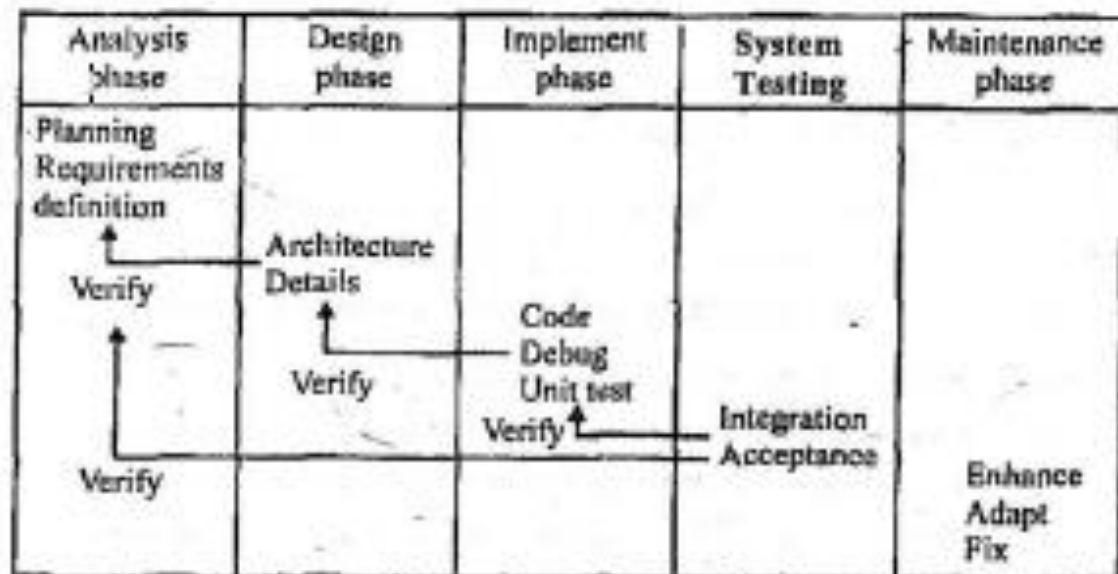 Analysis
phase
Design
phase
Implement
phase
System
Testing
Maintenance
phase
Planning
Requirements
definition
Verify
Verify
Architecture
Details
Verify
Code
Debug
Unit test
Verify
Integration
Acceptance
Enhance
Adapt
Fix